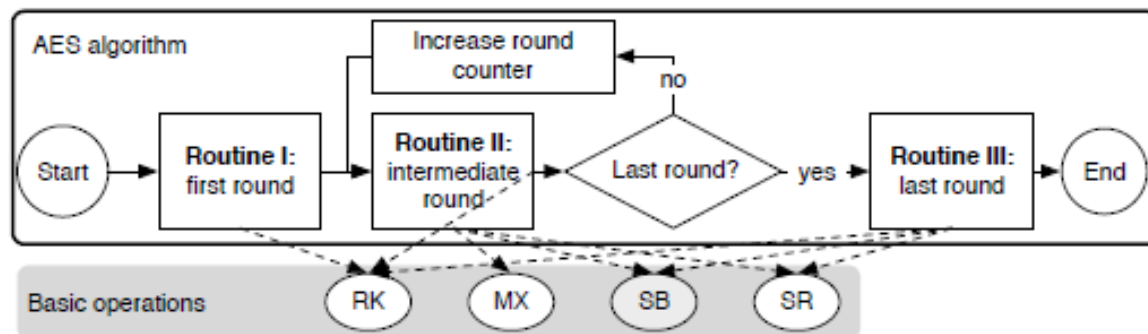 AES algorithm
Increase round
counter
no
Start
Routine I:
first round
Routine II:
intermediate
round
Last round?
yes
Routine III:
last round
End
Basic operations
RK
MX
SB
SR